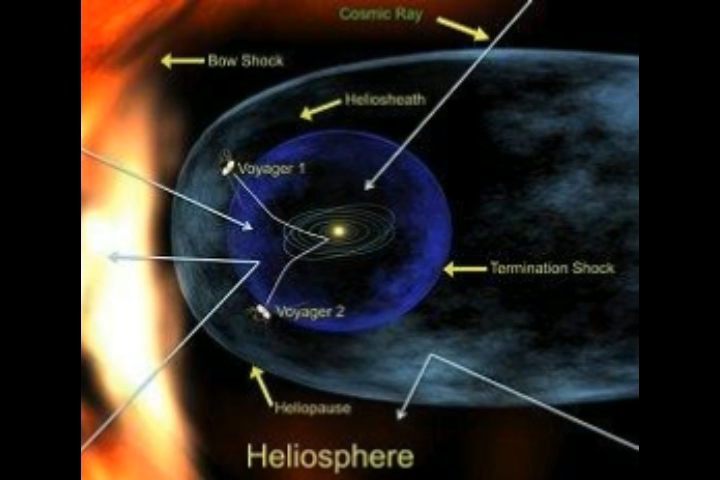 Cosmic Ray
Bow Shock
Heliosheath
Voyager 1
Termination Shock
Voyager 2
Heliopause
Heliosphere